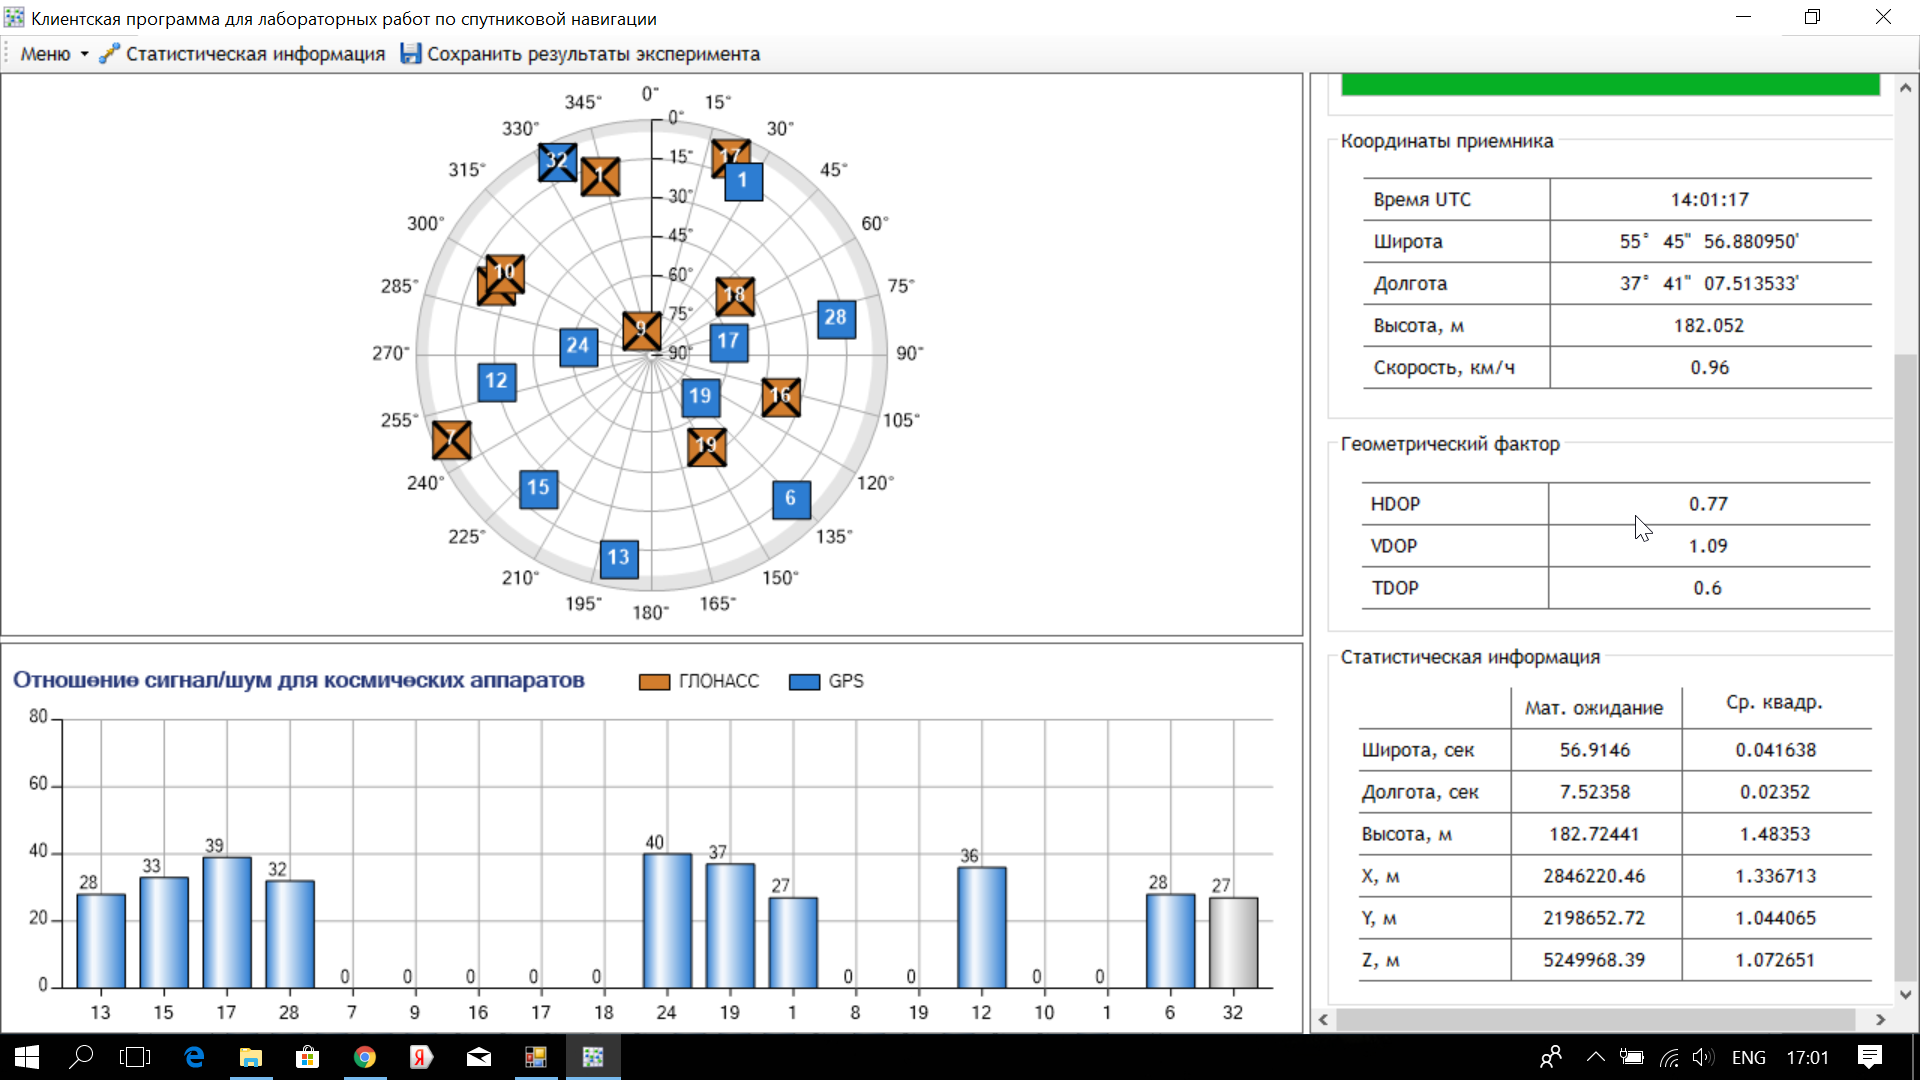 Клиентская программа для лабораторных работ по спутниковой навигации
Меню Статистическая информация Сохранить результаты эксперимента
0° 15° 30° 45° 60° 75° 90° 105° 120° 135° 150° 165° 180° 195° 210° 225° 240° 255° 270° 285° 300° 315° 330° 345°
0°
15°
30°
45°
60°
75°
90°
32
1
17
1
10
18
28
9
24
17
12
19
16
7
19
15
6
13
Отношение сигнал/шум для космических аппаратов ГЛОНАСС GPS
80
60
40
20
0
28 33 39 32 0 0 0 0 0 40 37 27 0 0 36 0 0 28 27
13 15 17 28 7 9 16 17 18 24 19 1 8 19 12 10 1 6 32
Координаты приемника
Время UTC 14:01:17
Широта 55° 45" 56.880950'
Долгота 37° 41" 07.513533'
Высота, м 182.052
Скорость, км/ч 0.96
Геометрический фактор
HDOP 0.77
VDOP 1.09
TDOP 0.6
Статистическая информация
Мат. ожидание Ср. квадр.
Широта, сек 56.9146 0.041638
Долгота, сек 7.52358 0.02352
Высота, м 182.72441 1.48353
X, м 2846220.46 1.336713
Y, м 2198652.72 1.044065
Z, м 5249968.39 1.072651
ENG 17:01